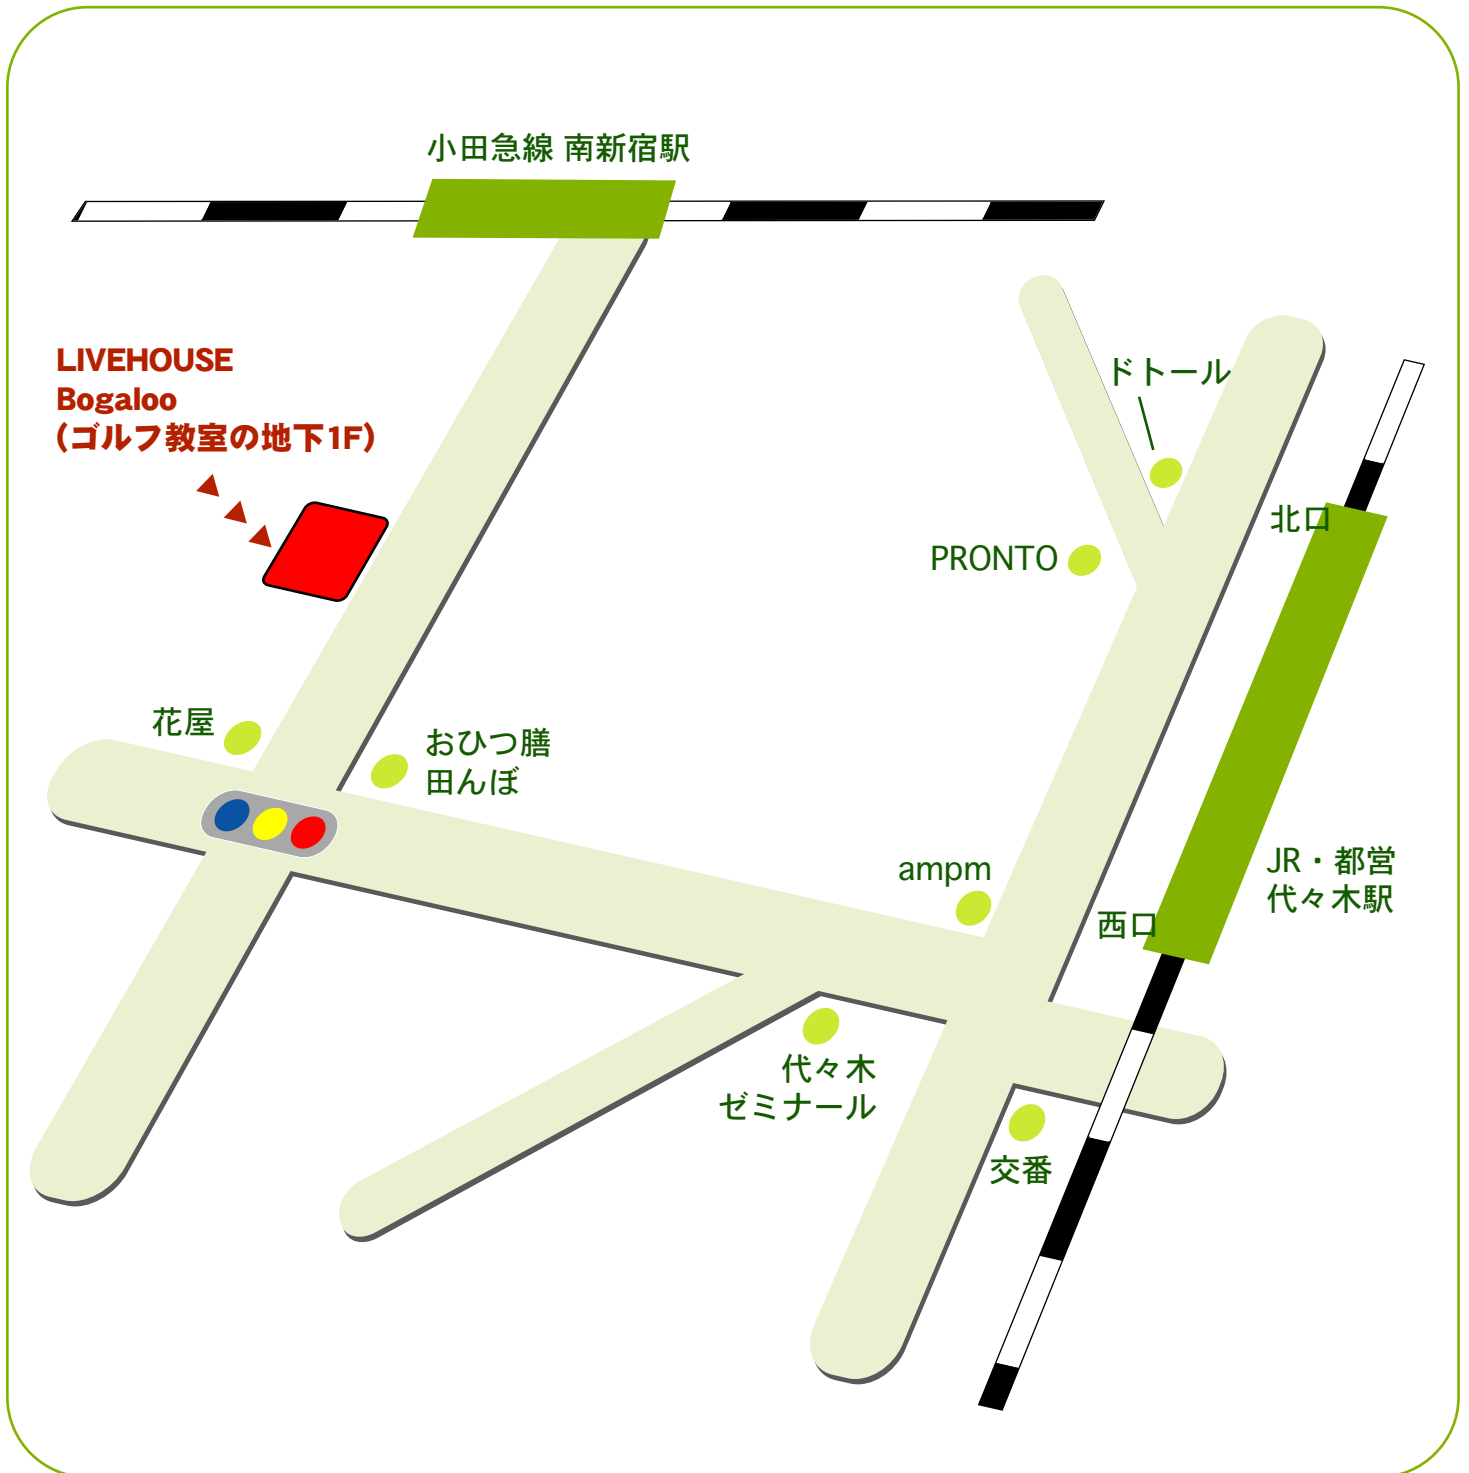 小田急線 南新宿駅
LIVEHOUSE
Bogaloo
(ゴルフ教室の地下1F)
ドトール
北口
PRONTO
花屋
おひつ膳
田んぼ
ampm
JR・都営
代々木駅
西口
代々木
ゼミナール
交番